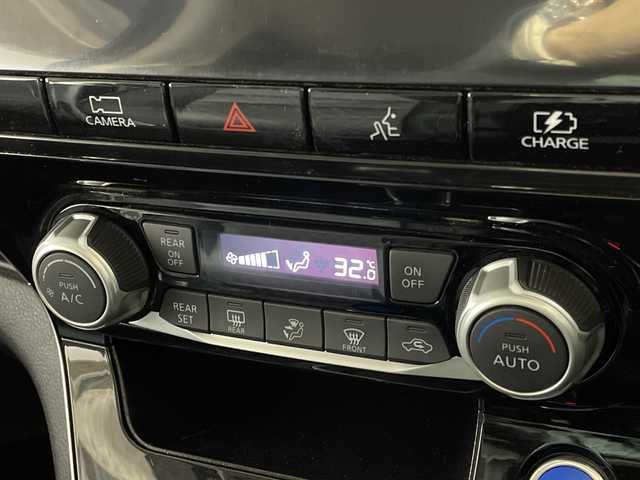 CAMERA
CHARGE
REAR
ON
OFF
32.0
°C
ON
OFF
PUSH
A/C
REAR
SET
REAR
FRONT
PUSH
AUTO